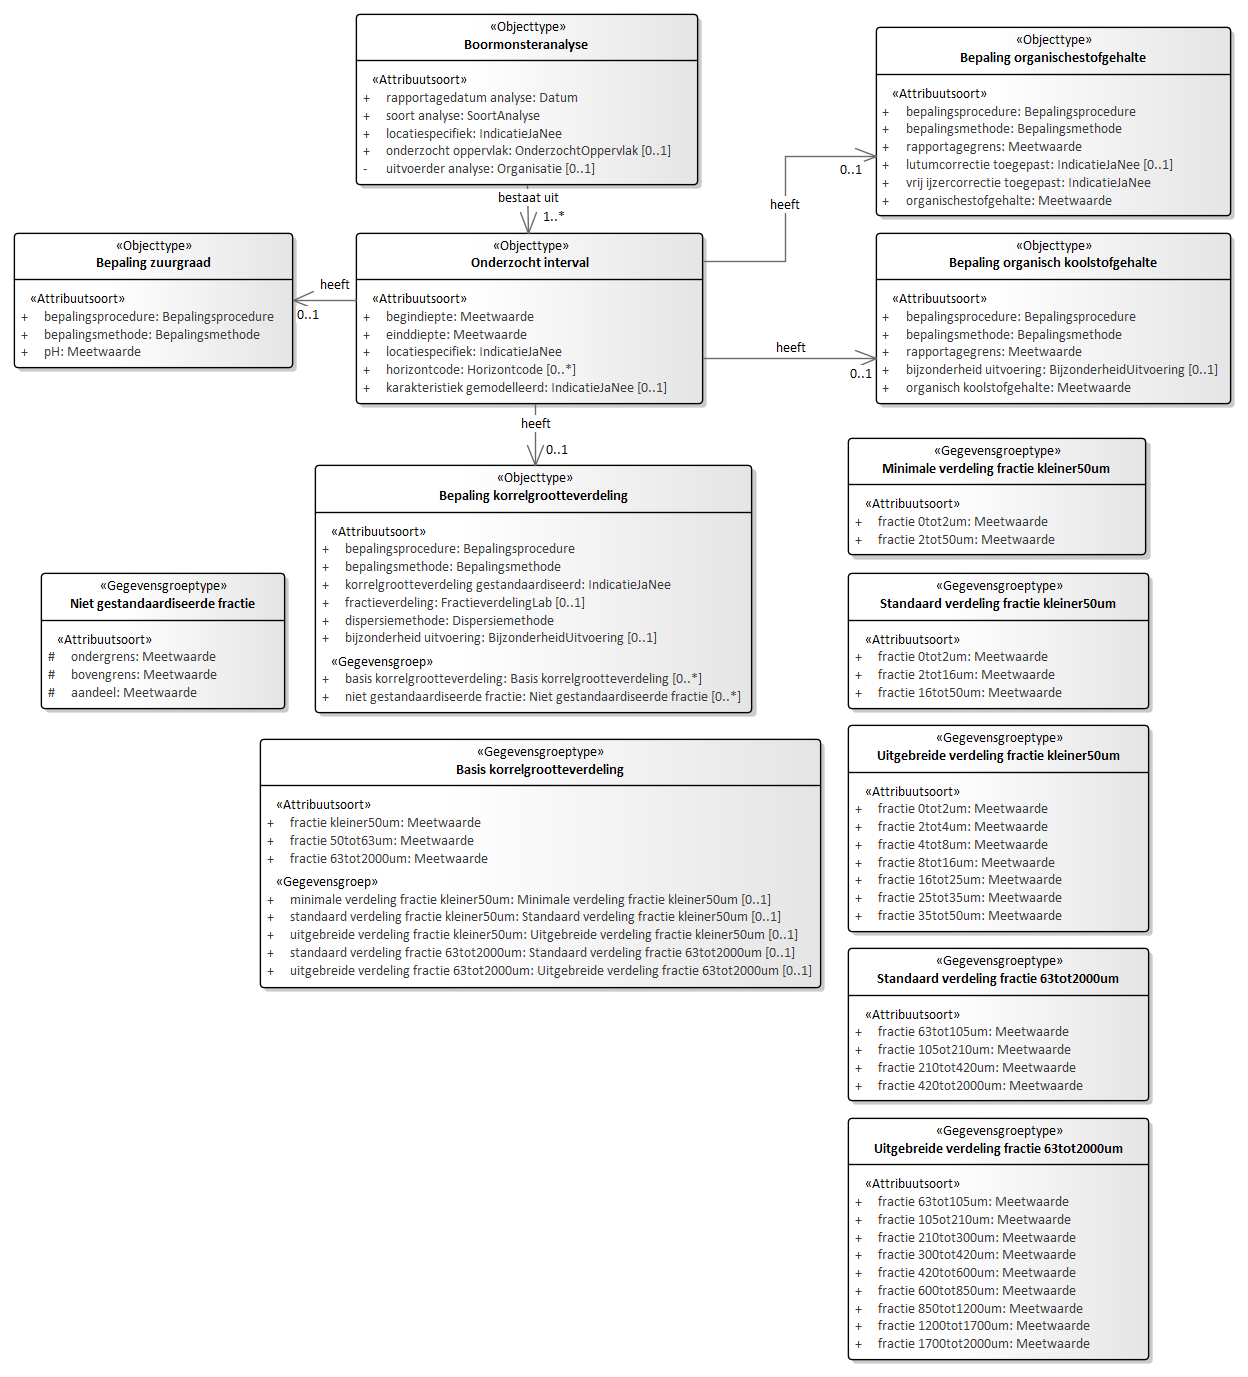 «Objecttype»
Boormonsteranalyse
«Attribuutsoort»
+ rapportagedatum analyse: Datum
+ soort analyse: SoortAnalyse
+ locatiespecifiek: IndicatieJaNee
+ onderzocht oppervlak: OnderzochtOppervlak [0..1]
- uitvoerder analyse: Organisatie [0..1]
«Objecttype»
Bepaling organischestofgehalte
«Attribuutsoort»
+ bepalingsprocedure: Bepalingsprocedure
+ bepalingsmethode: Bepalingsmethode
+ rapportagegrens: Meetwaarde
+ lutumcorrectie toegepast: IndicatieJaNee [0..1]
+ vrij ijzercorrectie toegepast: IndicatieJaNee
+ organischestofgehalte: Meetwaarde
bestaat uit
1..*
heeft
0..1
«Objecttype»
Bepaling zuurgraad
«Attribuutsoort»
+ bepalingsprocedure: Bepalingsprocedure
+ bepalingsmethode: Bepalingsmethode
+ pH: Meetwaarde
heeft
0..1
«Objecttype»
Onderzocht interval
«Attribuutsoort»
+ begindiepte: Meetwaarde
+ einddiepte: Meetwaarde
+ locatiespecifiek: IndicatieJaNee
+ horizontcode: Horizontcode [0..*]
+ karakteristiek gemodelleerd: IndicatieJaNee [0..1]
heeft
0..1
«Objecttype»
Bepaling organisch koolstofgehalte
«Attribuutsoort»
+ bepalingsprocedure: Bepalingsprocedure
+ bepalingsmethode: Bepalingsmethode
+ rapportagegrens: Meetwaarde
+ bijzonderheid uitvoering: BijzonderheidUitvoering [0..1]
+ organisch koolstofgehalte: Meetwaarde
heeft
0..1
«Objecttype»
Bepaling korrelgrootteverdeling
«Attribuutsoort»
+ bepalingsprocedure: Bepalingsprocedure
+ bepalingsmethode: Bepalingsmethode
+ korrelgrootteverdeling gestandaardiseerd: IndicatieJaNee
+ fractieverdeling: FractieverdelingLab [0..1]
+ dispersiemethode: Dispersiemethode
+ bijzonderheid uitvoering: BijzonderheidUitvoering [0..1]
«Gegevensgroep»
+ basis korrelgrootteverdeling: Basis korrelgrootteverdeling [0..*]
+ niet gestandaardiseerde fractie: Niet gestandaardiseerde fractie [0..*]
«Gegevensgroeptype»
Niet gestandaardiseerde fractie
«Attribuutsoort»
# ondergrens: Meetwaarde
# bovengrens: Meetwaarde
# aandeel: Meetwaarde
«Gegevensgroeptype»
Basis korrelgrootteverdeling
«Attribuutsoort»
+ fractie kleiner50um: Meetwaarde
+ fractie 50tot63um: Meetwaarde
+ fractie 63tot2000um: Meetwaarde
«Gegevensgroep»
+ minimale verdeling fractie kleiner50um: Minimale verdeling fractie kleiner50um [0..1]
+ standaard verdeling fractie kleiner50um: Standaard verdeling fractie kleiner50um [0..1]
+ uitgebreide verdeling fractie kleiner50um: Uitgebreide verdeling fractie kleiner50um [0..1]
+ standaard verdeling fractie 63tot2000um: Standaard verdeling fractie 63tot2000um [0..1]
+ uitgebreide verdeling fractie 63tot2000um: Uitgebreide verdeling fractie 63tot2000um [0..1]
«Gegevensgroeptype»
Minimale verdeling fractie kleiner50um
«Attribuutsoort»
+ fractie 0tot2um: Meetwaarde
+ fractie 2tot50um: Meetwaarde
«Gegevensgroeptype»
Standaard verdeling fractie kleiner50um
«Attribuutsoort»
+ fractie 0tot2um: Meetwaarde
+ fractie 2tot16um: Meetwaarde
+ fractie 16tot50um: Meetwaarde
«Gegevensgroeptype»
Uitgebreide verdeling fractie kleiner50um
«Attribuutsoort»
+ fractie 0tot2um: Meetwaarde
+ fractie 2tot4um: Meetwaarde
+ fractie 4tot8um: Meetwaarde
+ fractie 8tot16um: Meetwaarde
+ fractie 16tot25um: Meetwaarde
+ fractie 25tot35um: Meetwaarde
+ fractie 35tot50um: Meetwaarde
«Gegevensgroeptype»
Standaard verdeling fractie 63tot2000um
«Attribuutsoort»
+ fractie 63tot105um: Meetwaarde
+ fractie 105ot210um: Meetwaarde
+ fractie 210tot420um: Meetwaarde
+ fractie 420tot2000um: Meetwaarde
«Gegevensgroeptype»
Uitgebreide verdeling fractie 63tot2000um
«Attribuutsoort»
+ fractie 63tot105um: Meetwaarde
+ fractie 105ot210um: Meetwaarde
+ fractie 210tot300um: Meetwaarde
+ fractie 300tot420um: Meetwaarde
+ fractie 420tot600um: Meetwaarde
+ fractie 600tot850um: Meetwaarde
+ fractie 850tot1200um: Meetwaarde
+ fractie 1200tot1700um: Meetwaarde
+ fractie 1700tot2000um: Meetwaarde